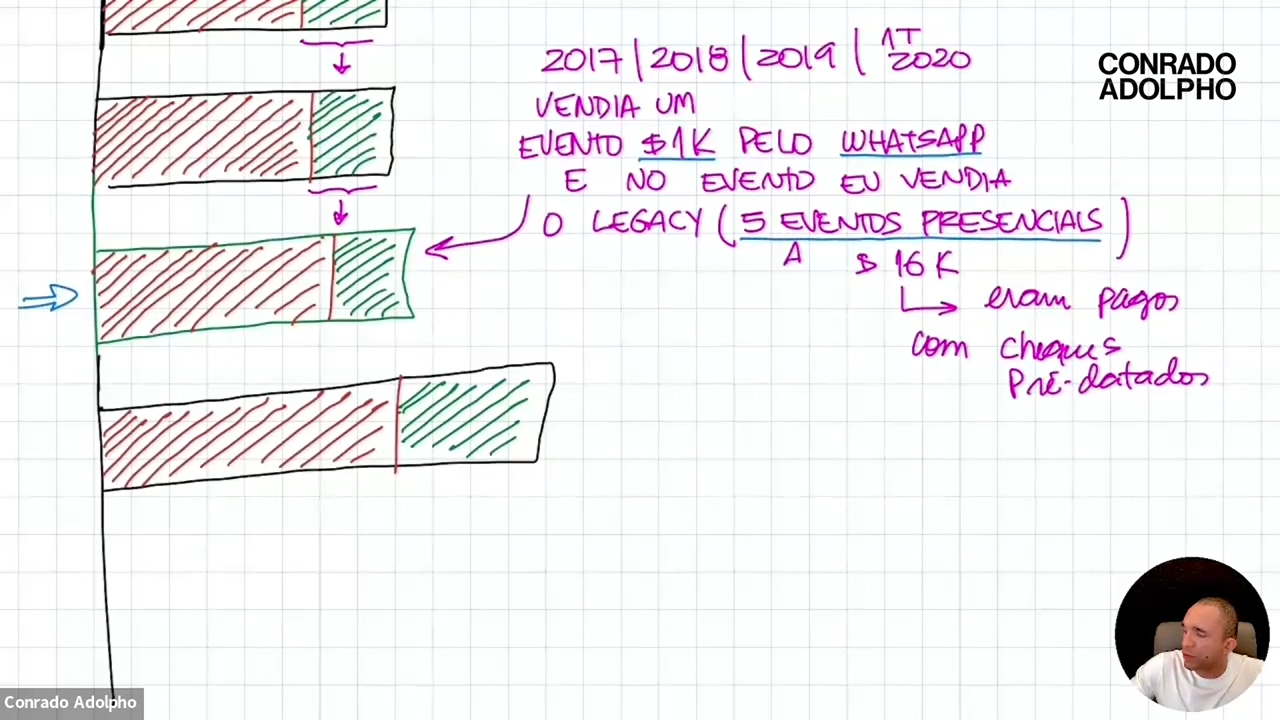 2017 | 2018 | 2019 | 1T 2020
CONRADO
ADOLPHO
VENDIA UM
EVENTO $1K PELO WHATSAPP
E NO EVENTO EU VENDIA
O LEGACY (5 EVENTOS PRESENCIAIS)
A $ 16K
eram pagos
com cheques
Pré-datados
Conrado Adolpho